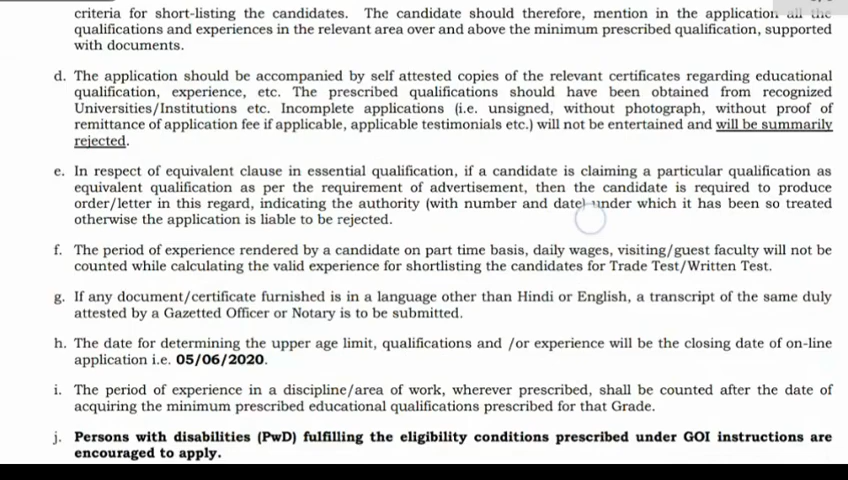 criteria for short-listing the candidates. The candidate should therefore, mention in the application all the
qualifications and experiences in the relevant area over and above the minimum prescribed qualification, supported
with documents.
d. The application should be accompanied by self attested copies of the relevant certificates regarding educational
qualification, experience, etc. The prescribed qualifications should have been obtained from recognized
Universities/Institutions etc. Incomplete applications (i.e. unsigned, without photograph, without proof of
remittance of application fee if applicable, applicable testimonials etc.) will not be entertained and will be summarily
rejected.
e. In respect of equivalent clause in essential qualification, if a candidate is claiming a particular qualification as
equivalent qualification as per the requirement of advertisement, then the candidate is required to produce
order/letter in this regard, indicating the authority (with number and date) under which it has been so treated
otherwise the application is liable to be rejected.
f. The period of experience rendered by a candidate on part time basis, daily wages, visiting/guest faculty will not be
counted while calculating the valid experience for shortlisting the candidates for Trade Test/Written Test.
g. If any document/certificate furnished is in a language other than Hindi or English, a transcript of the same duly
attested by a Gazetted Officer or Notary is to be submitted.
h. The date for determining the upper age limit, qualifications and /or experience will be the closing date of on-line
application i.e. 05/06/2020.
i. The period of experience in a discipline/area of work, wherever prescribed, shall be counted after the date of
acquiring the minimum prescribed educational qualifications prescribed for that Grade.
j. Persons with disabilities (PwD) fulfilling the eligibility conditions prescribed under GOI instructions are
encouraged to apply.